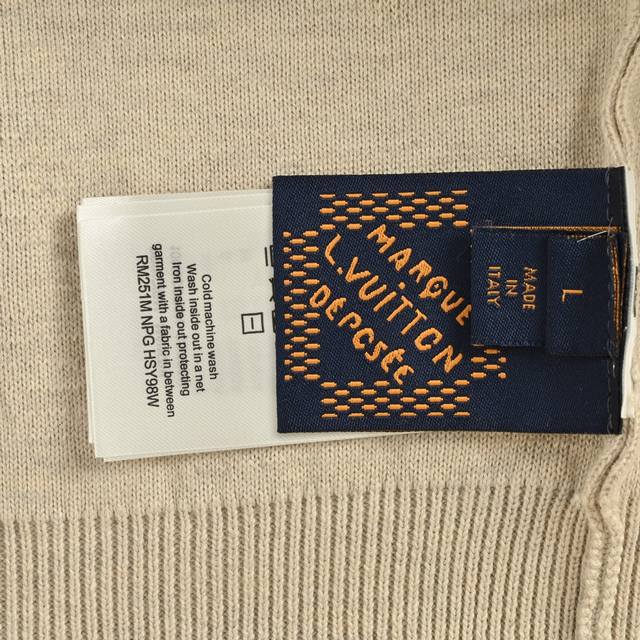 MARQUE
L.VUITTON
DÉPOSÉE
MADE
IN
ITALY
L
Cold machine wash
Wash inside out in a net
Iron inside out protecting
garment with a fabric in between
RM251M NPG HSY98W